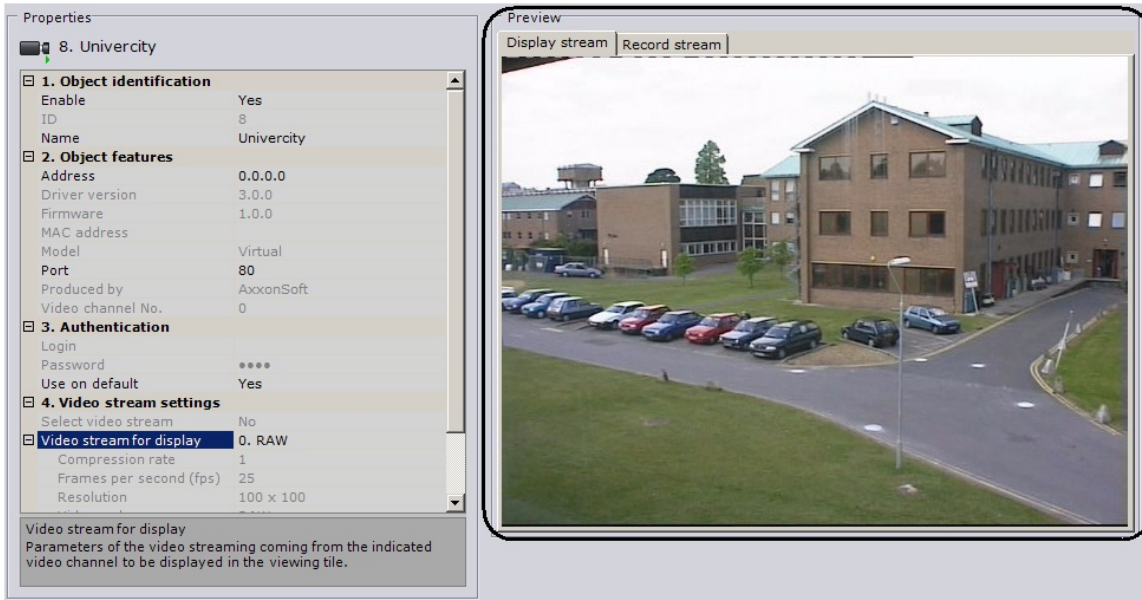 Properties
8. Univercity
1. Object identification
Enable Yes
ID 8
Name Univercity
2. Object features
Address 0.0.0.0
Driver version 3.0.0
Firmware 1.0.0
MAC address
Model Virtual
Port 80
Produced by AxxonSoft
Video channel No. 0
3. Authentication
Login
Password ••••
Use on default Yes
4. Video stream settings
Select video stream No
Video stream for display 0. RAW
Compression rate 1
Frames per second (fps) 25
Resolution 100 x 100
Video stream for display
Parameters of the video streaming coming from the indicated
video channel to be displayed in the viewing tile.
Preview
Display stream Record stream